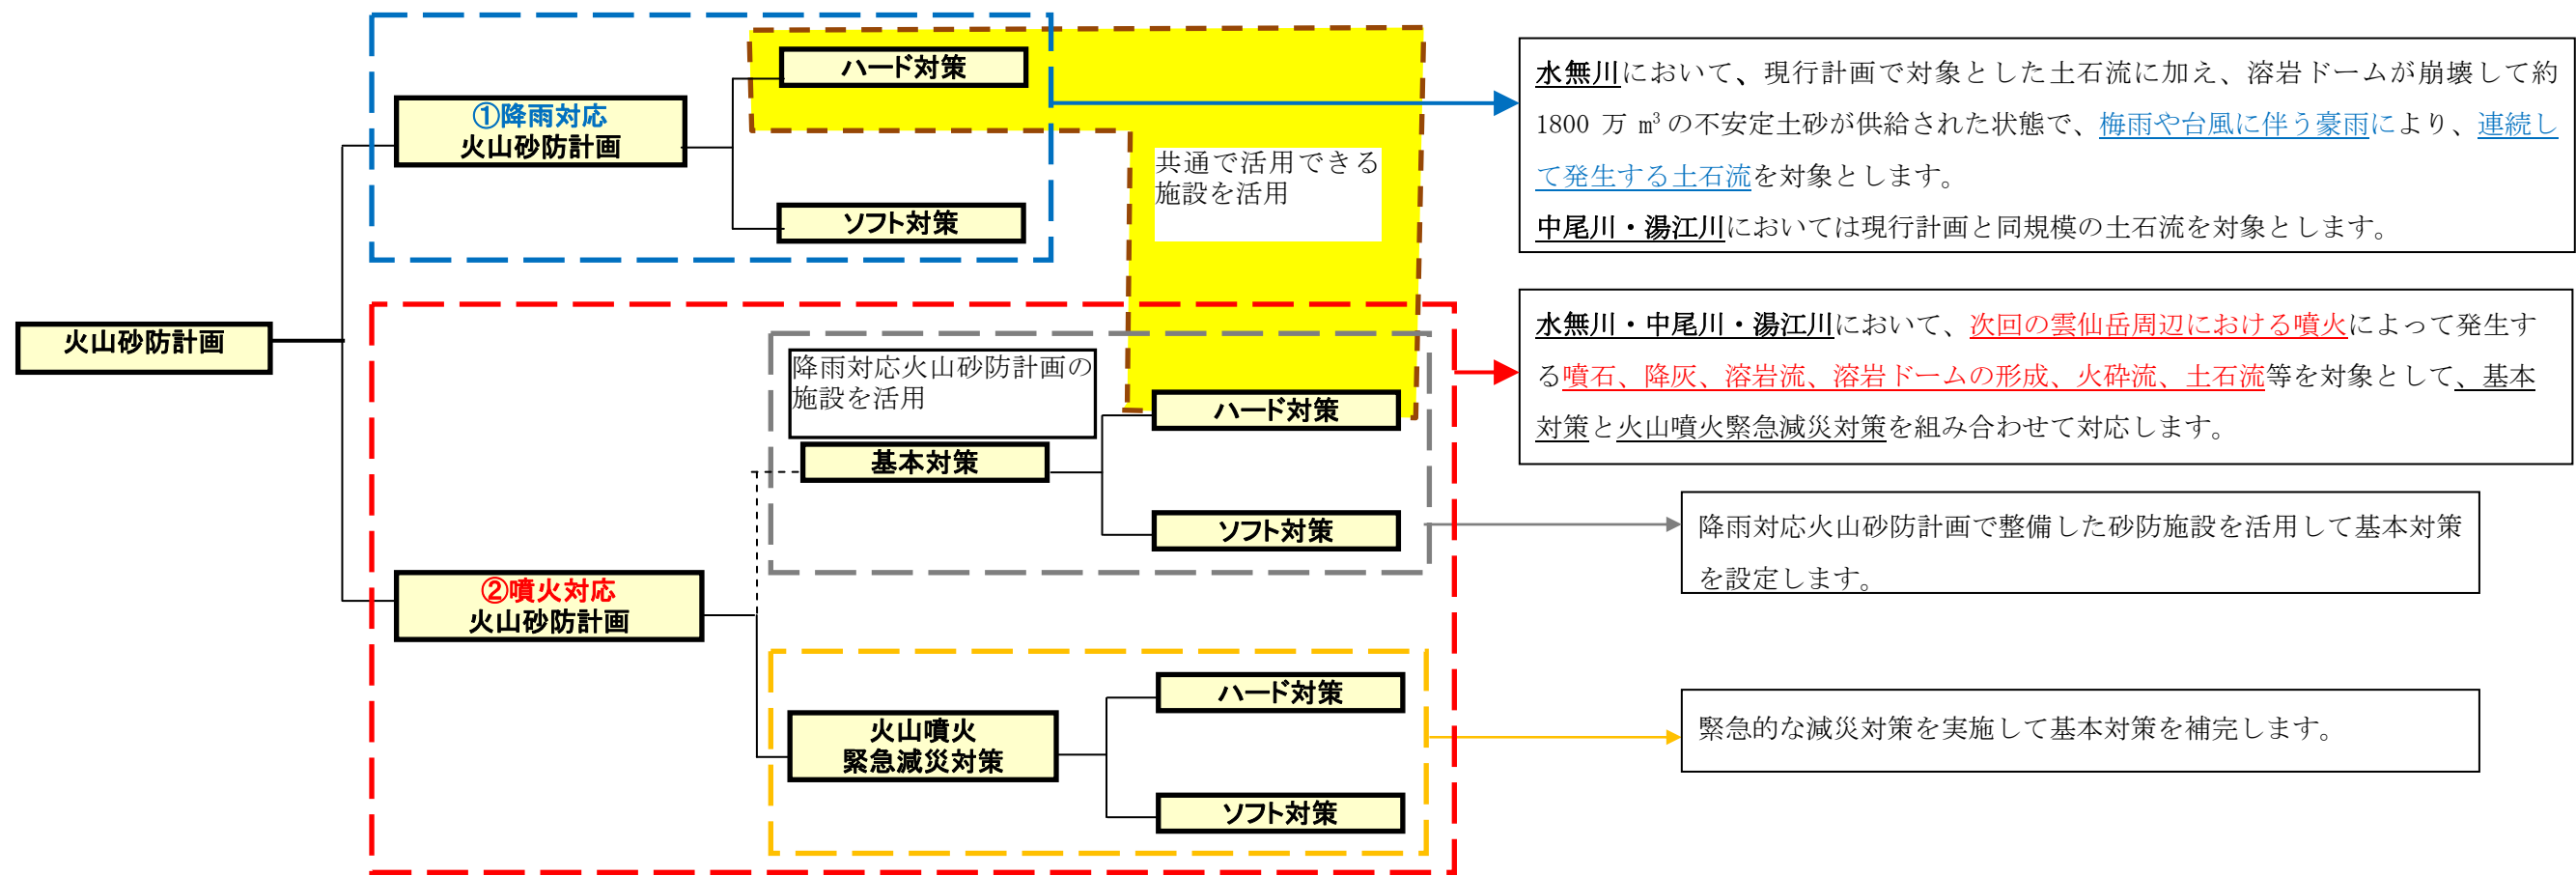 火山砂防計画
①降雨対応
火山砂防計画
ハード対策
ソフト対策
共通で活用できる
施設を活用
水無川において、現行計画で対象とした土石流に加え、溶岩ドームが崩壊して約
1800 万 m³の不安定土砂が供給された状態で、梅雨や台風に伴う豪雨により、連続し
て発生する土石流を対象とします。
中尾川・湯江川においては現行計画と同規模の土石流を対象とします。
②噴火対応
火山砂防計画
降雨対応火山砂防計画の
施設を活用
基本対策
ハード対策
ソフト対策
水無川・中尾川・湯江川において、次回の雲仙岳周辺における噴火によって発生す
る噴石、降灰、溶岩流、溶岩ドームの形成、火砕流、土石流等を対象として、基本
対策と火山噴火緊急減災対策を組み合わせて対応します。
降雨対応火山砂防計画で整備した砂防施設を活用して基本対策
を設定します。
火山噴火
緊急減災対策
ハード対策
ソフト対策
緊急的な減災対策を実施して基本対策を補完します。